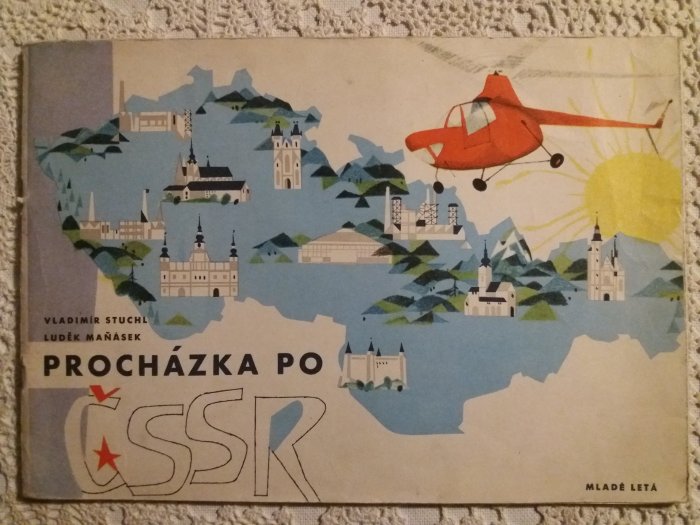 VLADIMÍR STUCHL
LUDĚK MAŇÁSEK
PROCHÁZKA PO
ČSSR
MLADÉ LETÁ